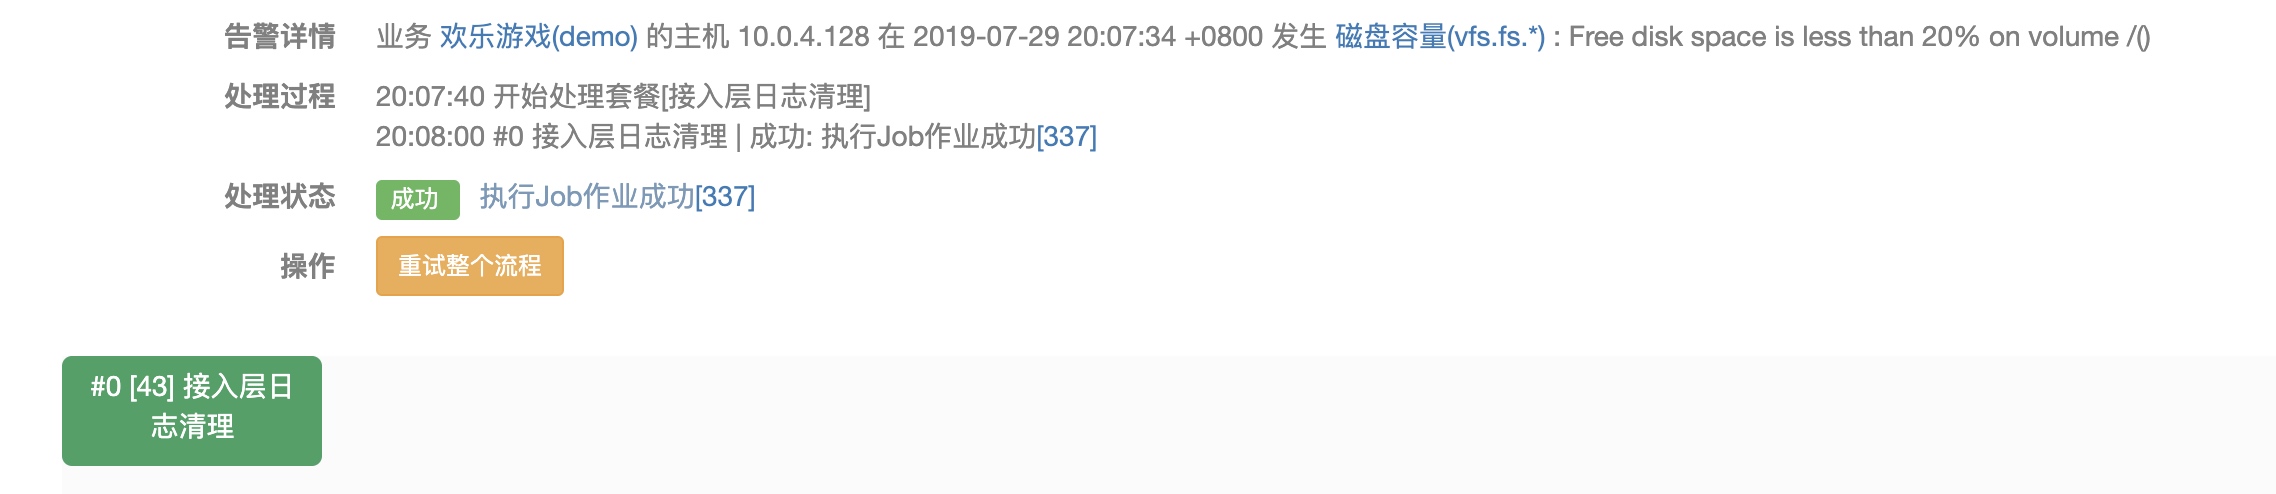 告警详情 业务 欢乐游戏(demo) 的主机 10.0.4.128 在 2019-07-29 20:07:34 +0800 发生 磁盘容量(vfs.fs.*) : Free disk space is less than 20% on volume /()
处理过程 20:07:40 开始处理套餐[接入层日志清理]
20:08:00 #0 接入层日志清理 | 成功: 执行Job作业成功[337]
处理状态 成功 执行Job作业成功[337]
操作 重试整个流程
#0 [43] 接入层日
志清理